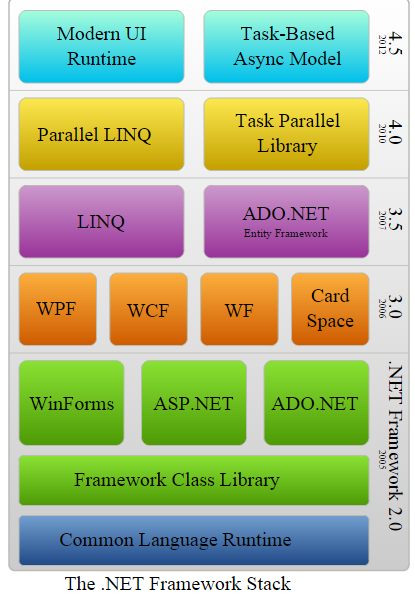 Modern UI
Runtime
Task-Based
Async Model
4.5
2012
Parallel LINQ
Task Parallel
Library
4.0
2010
LINQ
ADO.NET
Entity Framework
3.5
2007
WPF
WCF
WF
Card
Space
3.0
2006
WinForms
ASP.NET
ADO.NET
.NET Framework 2.0
2005
Framework Class Library
Common Language Runtime
The .NET Framework Stack